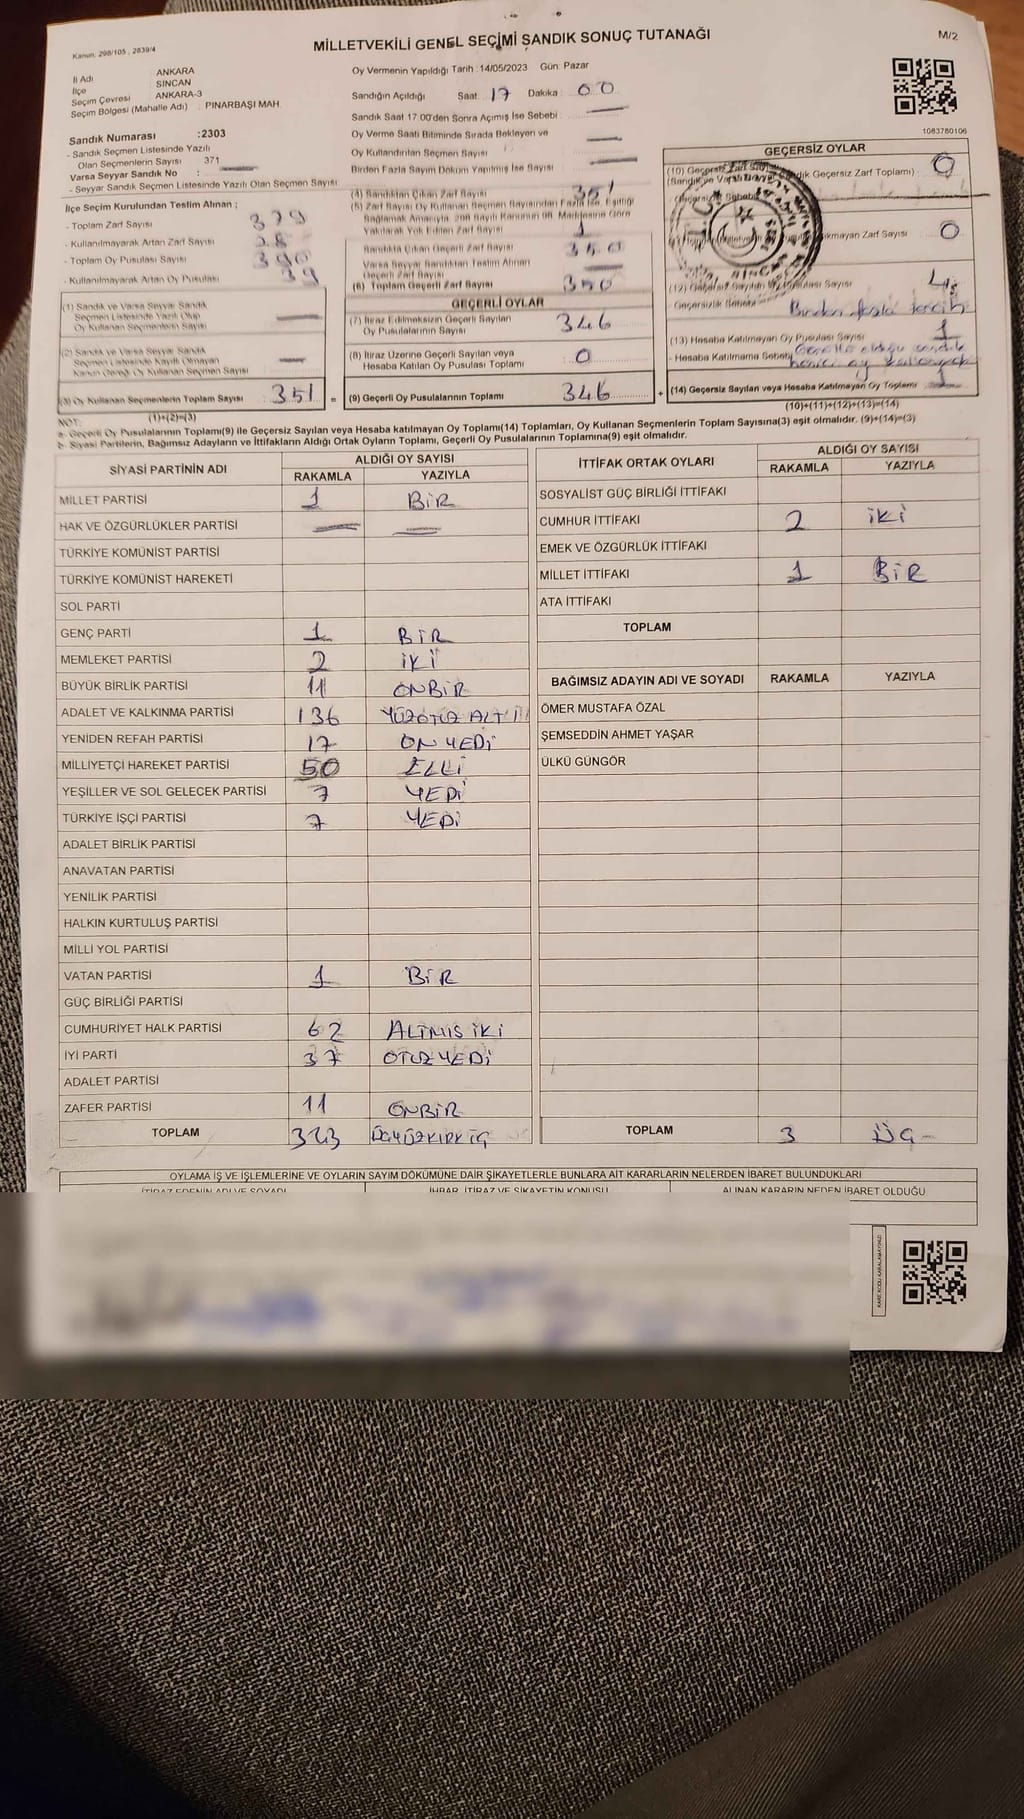 Kanun. 298/105 , 2839/4
MİLLETVEKİLİ GENEL SEÇİMİ SANDIK SONUÇ TUTANAĞI
M/2
İl Adı ANKARA
İlçe SİNCAN
Seçim Çevresi ANKARA-3
Seçim Bölgesi (Mahalle Adı) : PINARBAŞI MAH.
Sandık Numarası :2303
- Sandık Seçmen Listesinde Yazılı
Olan Seçmenlerin Sayısı 371
Varsa Seyyar Sandık No :
- Seyyar Sandık Seçmen Listesinde Yazılı Olan Seçmen Sayısı
İlçe Seçim Kurulundan Teslim Alınan ;
- Toplam Zarf Sayısı
- Kullanılmayarak Artan Zarf Sayısı
- Toplam Oy Pusulası Sayısı
- Kullanılmayarak Artan Oy Pusulası
(1) Sandık ve Varsa Seyyar Sandık
Seçmen Listesinde Yazılı Olup
Oy Kullanan Seçmenlerin Sayısı
(2) Sandık ve Varsa Seyyar Sandık
Seçmen Listesinde Kayıtlı Olmayan
Kanun Gereği Oy Kullanan Seçmen Sayısı
(3) Oy Kullanan Seçmenlerin Toplam Sayısı 351 =
(1)+(2)=(3)
Oy Vermenin Yapıldığı Tarih :14/05/2023 Gün: Pazar
Sandığın Açıldığı Saat: 17 Dakika : 00
Sandık Saat 17:00'den Sonra Açımış İse Sebebi :
Oy Verme Saati Bitiminde Sırada Bekleyen ve
Oy Kullandırılan Seçmen Sayısı
Birden Fazla Sayım Döküm Yapılmış İse Sayısı
(4) Sandıktan Çıkan Zarf Sayısı 351
(5) Zarf Sayısı Oy Kullanan Seçmen Sayısından Fazla İse, Eşitliği
Sağlamak Amacıyla, 298 Sayılı Kanunun 98. Maddesine Göre
Yakılarak Yok Edilen Zarf Sayısı 1
Sandıkta Çıkan Geçerli Zarf Sayısı 350
Varsa Seyyar Sandıktan Teslim Alınan
Geçerli Zarf Sayısı
(6) Toplam Geçerli Zarf Sayısı 350
GEÇERLİ OYLAR
(7) İtiraz Edilmeksizin Geçerli Sayılan
Oy Pusulalarının Sayısı 346
(8) İtiraz Üzerine Geçerli Sayılan veya
Hesaba Katılan Oy Pusulası Toplamı 0
(9) Geçerli Oy Pusulalarının Toplamı 346 +
1083780106
GEÇERSİZ OYLAR
(10) Geçersiz Zarf Sayısı 0
Geçersiz Zarf Toplamı)
Zarf Sayısı 0
Sayısı 4
- Geçersizlik Sebebi Birden fazla tercih
(13) Hesaba Katılmayan Oy Pusulası Sayısı 1
- Hesaba Katılmama Sebebi
(14) Geçersiz Sayılan veya Hesaba Katılmayan Oy Toplamı
(10)+(11)+(12)+(13)=(14)
NOT:
a- Geçerli Oy Pusulalarının Toplamı(9) ile Geçersiz Sayılan veya Hesaba katılmayan Oy Toplamı(14) Toplamları, Oy Kullanan Seçmenlerin Toplam Sayısına(3) eşit olmalıdır. (9)+(14)=(3)
b- Siyasi Partilerin, Bağımsız Adayların ve İttifakların Aldığı Ortak Oyların Toplamı, Geçerli Oy Pusulalarının Toplamına(9) eşit olmalıdır.
SİYASİ PARTİNİN ADI ALDIĞI OY SAYISI
RAKAMLA YAZIYLA
MİLLET PARTİSİ 1 BİR
HAK VE ÖZGÜRLÜKLER PARTİSİ
TÜRKİYE KOMÜNİST PARTİSİ
TÜRKİYE KOMÜNİST HAREKETİ
SOL PARTİ
GENÇ PARTİ 1 BİR
MEMLEKET PARTİSİ 2 İKİ
BÜYÜK BİRLİK PARTİSİ 11 ONBİR
ADALET VE KALKINMA PARTİSİ 136 YÜZOTUZ ALTI
YENİDEN REFAH PARTİSİ 17 ON YEDİ
MİLLİYETÇİ HAREKET PARTİSİ 50 ELLİ
YEŞİLLER VE SOL GELECEK PARTİSİ 7 YEDİ
TÜRKİYE İŞÇİ PARTİSİ 7 YEDİ
ADALET BİRLİK PARTİSİ
ANAVATAN PARTİSİ
YENİLİK PARTİSİ
HALKIN KURTULUŞ PARTİSİ
MİLLİ YOL PARTİSİ
VATAN PARTİSİ 1 BİR
GÜÇ BİRLİĞİ PARTİSİ
CUMHURİYET HALK PARTİSİ 62 ALTMIŞ İKİ
İYİ PARTİ 37 OTUZ YEDİ
ADALET PARTİSİ
ZAFER PARTİSİ 11 ONBİR
TOPLAM 343 ÜÇYÜZKIRK ÜÇ
İTTİFAK ORTAK OYLARI ALDIĞI OY SAYISI
RAKAMLA YAZIYLA
SOSYALİST GÜÇ BİRLİĞİ İTTİFAKI
CUMHUR İTTİFAKI 2 İKİ
EMEK VE ÖZGÜRLÜK İTTİFAKI
MİLLET İTTİFAKI 1 BİR
ATA İTTİFAKI
TOPLAM
BAĞIMSIZ ADAYIN ADI VE SOYADI RAKAMLA YAZIYLA
ÖMER MUSTAFA ÖZAL
ŞEMSEDDİN AHMET YAŞAR
ÜLKÜ GÜNGÖR
TOPLAM 3 ÜÇ
OYLAMA İŞ VE İŞLEMLERİNE VE OYLARIN SAYIM DÖKÜMÜNE DAİR ŞİKAYETLERLE BUNLARA AİT KARARLARIN NELERDEN İBARET BULUNDUKLARI
İTİRAZ EDENİN ADI VE SOYADI İHBAR, İTİRAZ VE ŞİKAYETİN KONUSU ALINAN KARARIN NEDEN İBARET OLDUĞU